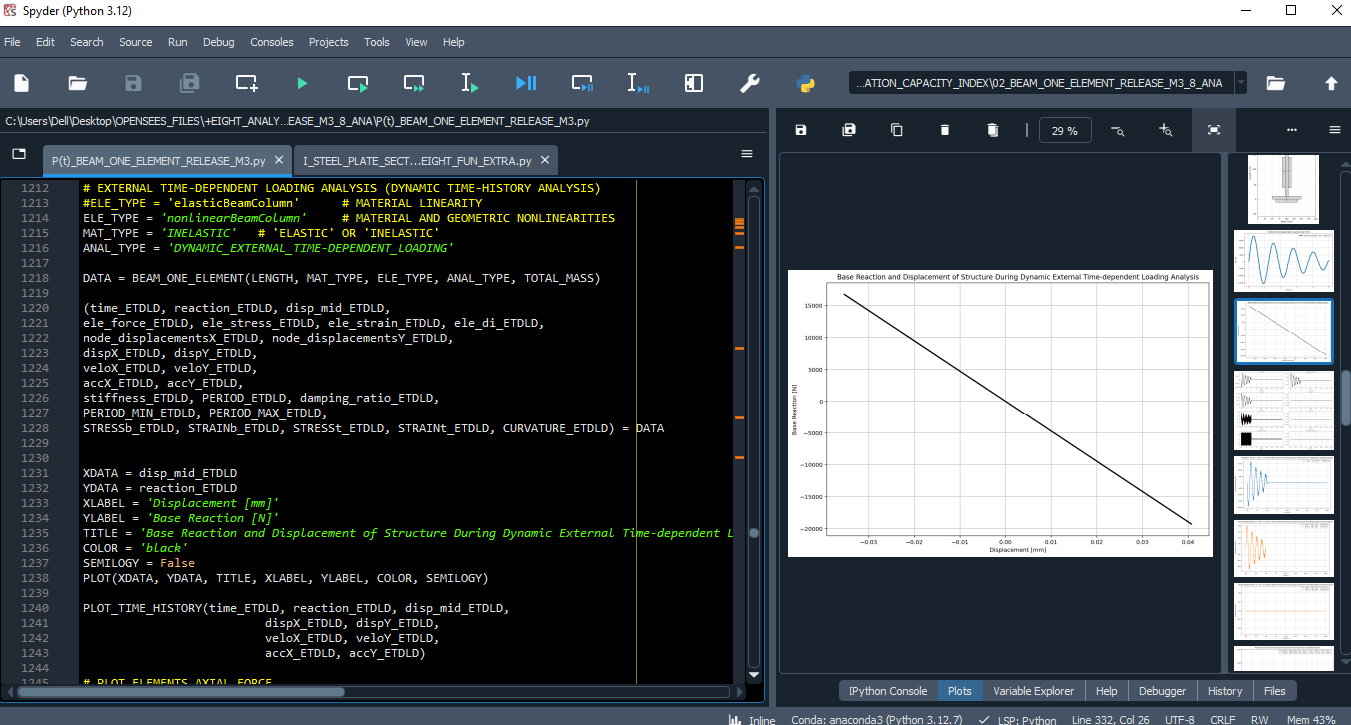 Spyder (Python 3.12)
File Edit Search Source Run Debug Consoles Projects Tools View Help
...ATION_CAPACITY_INDEX\02_BEAM_ONE_ELEMENT_RELEASE_M3_8_ANA
C:\Users\Dell\Desktop\OPENSEES_FILES\+EIGHT_ANALY...EASE_M3_8_ANA\P(t)_BEAM_ONE_ELEMENT_RELEASE_M3.py
P(t)_BEAM_ONE_ELEMENT_RELEASE_M3.py
I_STEEL_PLATE_SECT...EIGHT_FUN_EXTRA.py
1212 # EXTERNAL TIME-DEPENDENT LOADING ANALYSIS (DYNAMIC TIME-HISTORY ANALYSIS)
1213 #ELE_TYPE = 'elasticBeamColumn' # MATERIAL LINEARITY
1214 ELE_TYPE = 'nonlinearBeamColumn' # MATERIAL AND GEOMETRIC NONLINEARITIES
1215 MAT_TYPE = 'INELASTIC' # 'ELASTIC' OR 'INELASTIC'
1216 ANAL_TYPE = 'DYNAMIC_EXTERNAL_TIME-DEPENDENT_LOADING'
1217
1218 DATA = BEAM_ONE_ELEMENT(LENGTH, MAT_TYPE, ELE_TYPE, ANAL_TYPE, TOTAL_MASS)
1219
1220 (time_ETDLD, reaction_ETDLD, disp_mid_ETDLD,
1221 ele_force_ETDLD, ele_stress_ETDLD, ele_strain_ETDLD, ele_di_ETDLD,
1222 node_displacementsX_ETDLD, node_displacementsY_ETDLD,
1223 dispX_ETDLD, dispY_ETDLD,
1224 veloX_ETDLD, veloY_ETDLD,
1225 accX_ETDLD, accY_ETDLD,
1226 stiffness_ETDLD, PERIOD_ETDLD, damping_ratio_ETDLD,
1227 PERIOD_MIN_ETDLD, PERIOD_MAX_ETDLD,
1228 STRESSb_ETDLD, STRAINb_ETDLD, STRESSt_ETDLD, STRAINt_ETDLD, CURVATURE_ETDLD) = DATA
1229
1230
1231 XDATA = disp_mid_ETDLD
1232 YDATA = reaction_ETDLD
1233 XLABEL = 'Displacement [mm]'
1234 YLABEL = 'Base Reaction [N]'
1235 TITLE = 'Base Reaction and Displacement of Structure During Dynamic External Time-dependent L
1236 COLOR = 'black'
1237 SEMILOGY = False
1238 PLOT(XDATA, YDATA, TITLE, XLABEL, YLABEL, COLOR, SEMILOGY)
1239
1240 PLOT_TIME_HISTORY(time_ETDLD, reaction_ETDLD, disp_mid_ETDLD,
1241 dispX_ETDLD, dispY_ETDLD,
1242 veloX_ETDLD, veloY_ETDLD,
1243 accX_ETDLD, accY_ETDLD)
1244
1245 # PLOT ELEMENTS AXIAL FORCE
29 %
Base Reaction and Displacement of Structure During Dynamic External Time-dependent Loading Analysis
Base Reaction [N]
15000
10000
5000
0
−5000
−10000
−15000
−20000
−0.03 −0.02 −0.01 0.00 0.01 0.02 0.03 0.04
Displacement [mm]
IPython Console Plots Variable Explorer Help Debugger History Files
Inline Conda: anaconda3 (Python 3.12.7) LSP: Python Line 332, Col 26 UTF-8 CRLF RW Mem 43%